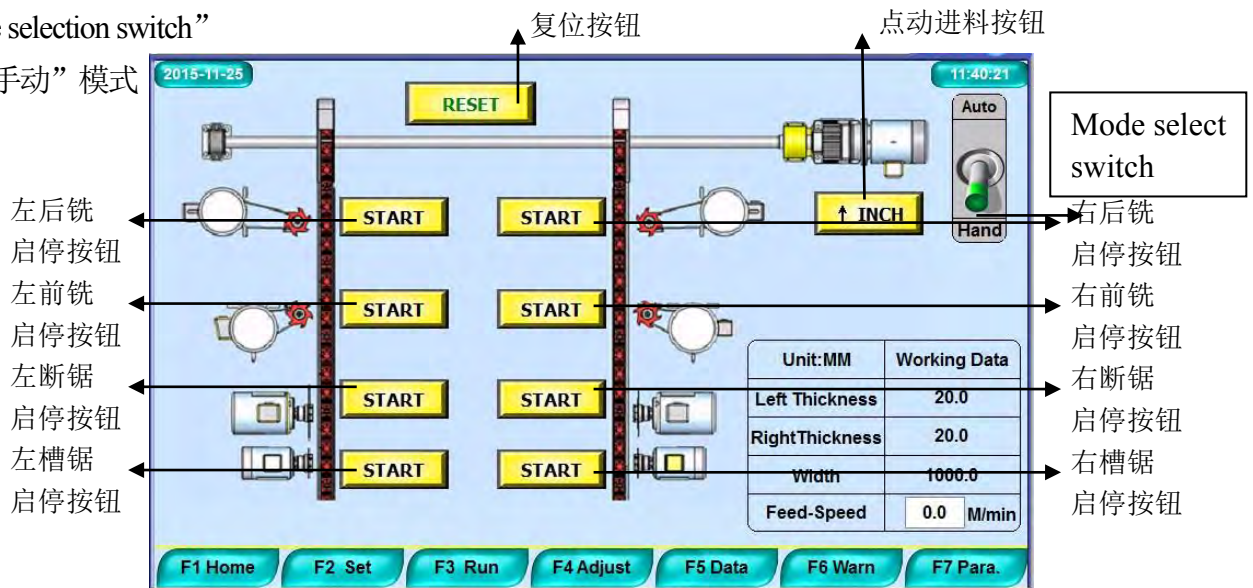 selection switch”
复位按钮
点动进料按钮
手动”模式
2015-11-25
11:40:21
RESET
Auto
Mode select
switch
左后铣
启停按钮
START
START
↑ INCH
Hand
右后铣
启停按钮
左前铣
启停按钮
START
START
右前铣
启停按钮
Unit:MM Working Data
左断锯
启停按钮
START
START
Left Thickness 20.0
右断锯
启停按钮
RightThickness 20.0
左槽锯
启停按钮
START
START
Width 1000.0
右槽锯
启停按钮
Feed-Speed 0.0 M/min
F1 Home F2 Set F3 Run F4 Adjust F5 Data F6 Warn F7 Para.